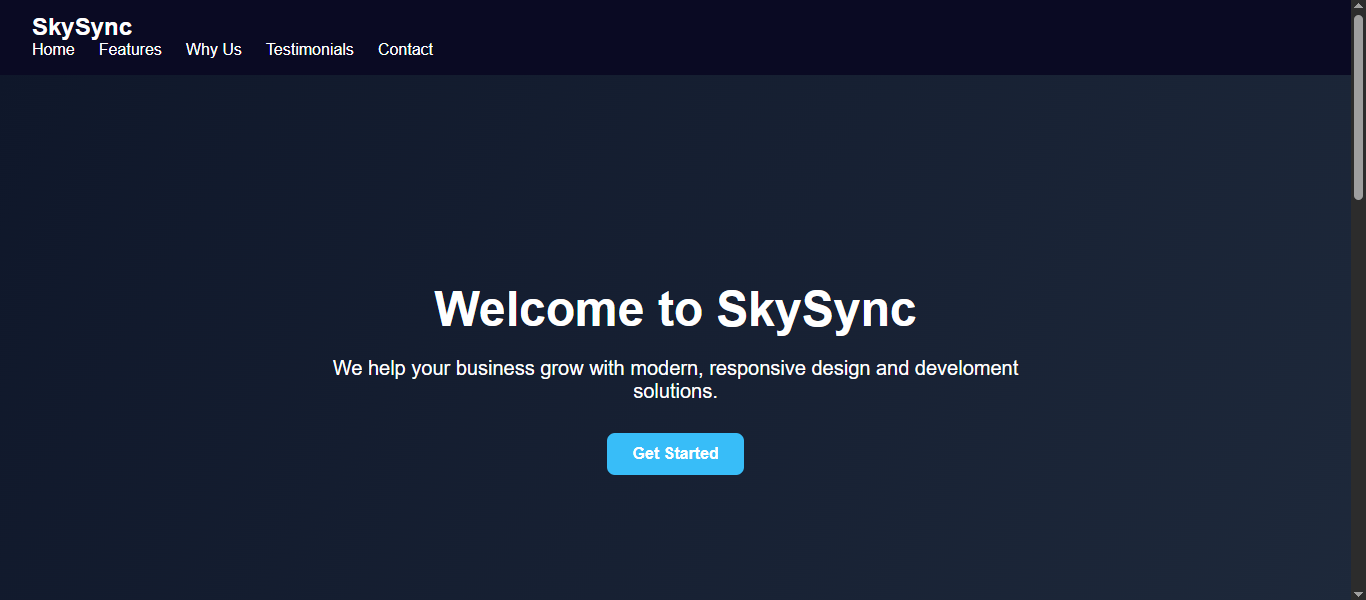 SkySync
Home Features Why Us Testimonials Contact
Welcome to SkySync
We help your business grow with modern, responsive design and develoment
solutions.
Get Started